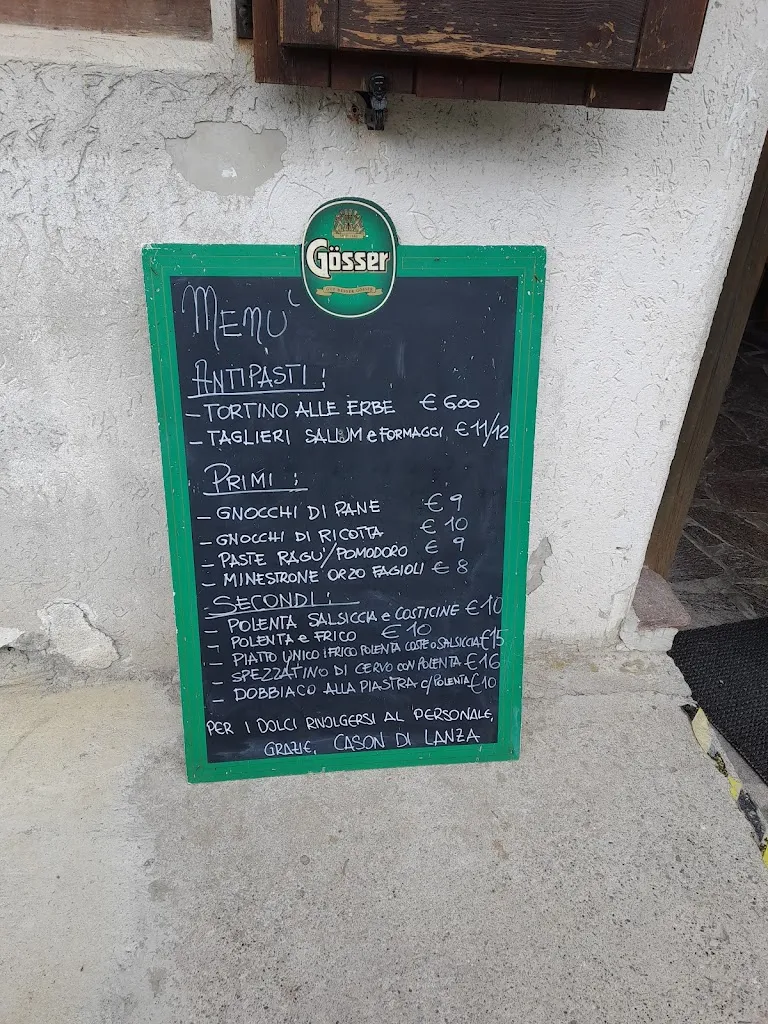 Gösser
MENÙ
ANTIPASTI:
- TORTINO ALLE ERBE € 600
- TAGLIERI SALUMI e FORMAGGI € 11/12
PRIMI:
- GNOCCHI DI PANE € 9
- GNOCCHI DI RICOTTA € 10
- PASTE RAGU'/POMODORO € 9
- MINESTRONE ORZO FAGIOLI € 8
SECONDI:
- POLENTA SALSICCIA e COSTICINE € 10
- POLENTA e FRICO € 10
- PIATTO UNICO: FRICO POLENTA COSTE o SALSICCIA €15
- SPEZZATINO DI CERVO CON POLENTA €16
- DOBBIACO ALLA PIASTRA C/POLENTA €10
PER I DOLCI RIVOLGERSI AL PERSONALE,
GRAZIE, CASON DI LANZA